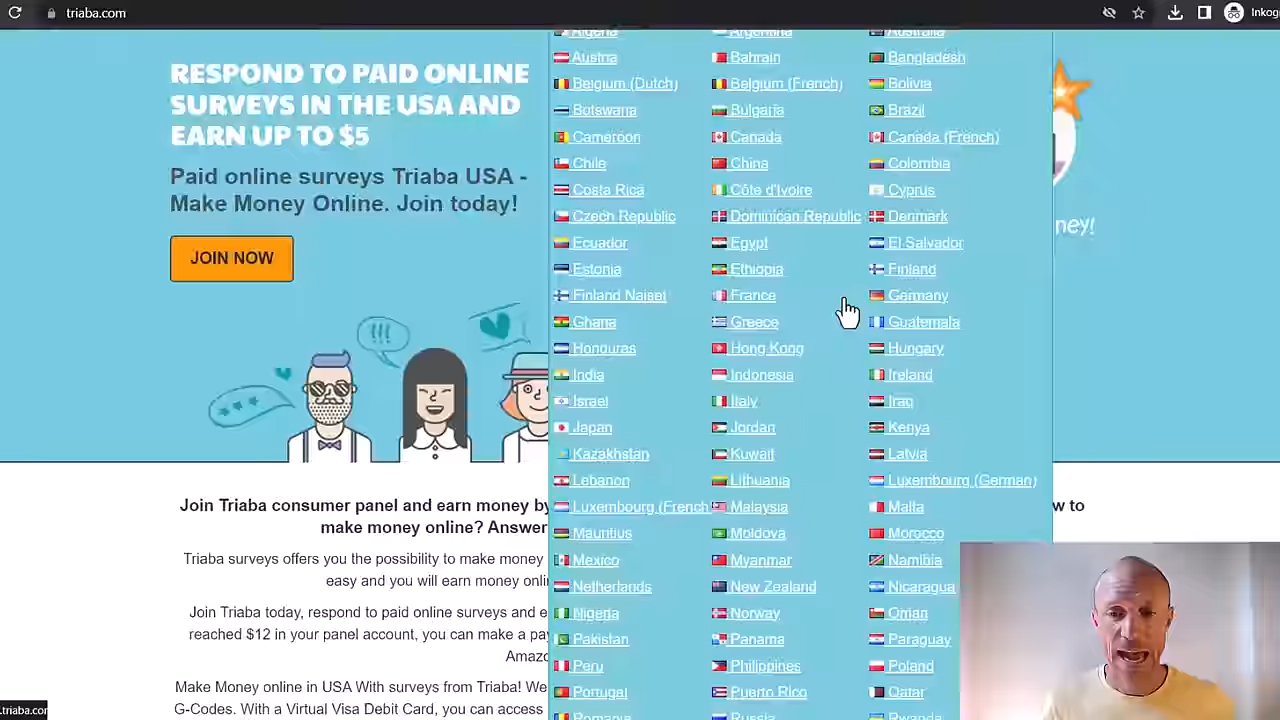 triaba.com
Inkog
RESPOND TO PAID ONLINE
SURVEYS IN THE USA AND
EARN UP TO $5
Paid online surveys Triaba USA -
Make Money Online. Join today!
JOIN NOW
!!!
ney!
Algeria Argentina Australia
Austria Bahrain Bangladesh
Belgium (Dutch) Belgium (French) Bolivia
Botswana Bulgaria Brazil
Cameroon Canada Canada (French)
Chile China Colombia
Costa Rica Côte d'Ivoire Cyprus
Czech Republic Dominican Republic Denmark
Ecuador Egypt El Salvador
Estonia Ethiopia Finland
Finland Naiset France Germany
Ghana Greece Guatemala
Honduras Hong Kong Hungary
India Indonesia Ireland
Israel Italy Iraq
Japan Jordan Kenya
Kazakhstan Kuwait Latvia
Lebanon Lithuania Luxembourg (German)
Luxembourg (French Malaysia Malta
Mauritius Moldova Morocco
Mexico Myanmar Namibia
Netherlands New Zealand Nicaragua
Nigeria Norway Oman
Pakistan Panama Paraguay
Peru Philippines Poland
Portugal Puerto Rico Qatar
Romania Russia Rwanda
Join Triaba consumer panel and earn money by
w to
make money online? Answer
Triaba surveys offers you the possibility to make money
easy and you will earn money onli
Join Triaba today, respond to paid online surveys and e
reached $12 in your panel account, you can make a pay
Amazo
Make Money online in USA With surveys from Triaba! We
G-Codes. With a Virtual Visa Debit Card, you can access
.triaba.com